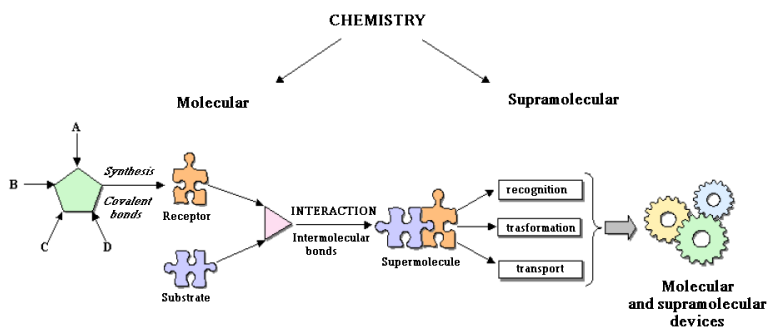 CHEMISTRY
Molecular
Supramolecular
A
B
C
D
Synthesis
Covalent
bonds
Receptor
Substrate
INTERACTION
Intermolecular
bonds
Supermolecule
recognition
trasformation
transport
Molecular
and supramolecular
devices